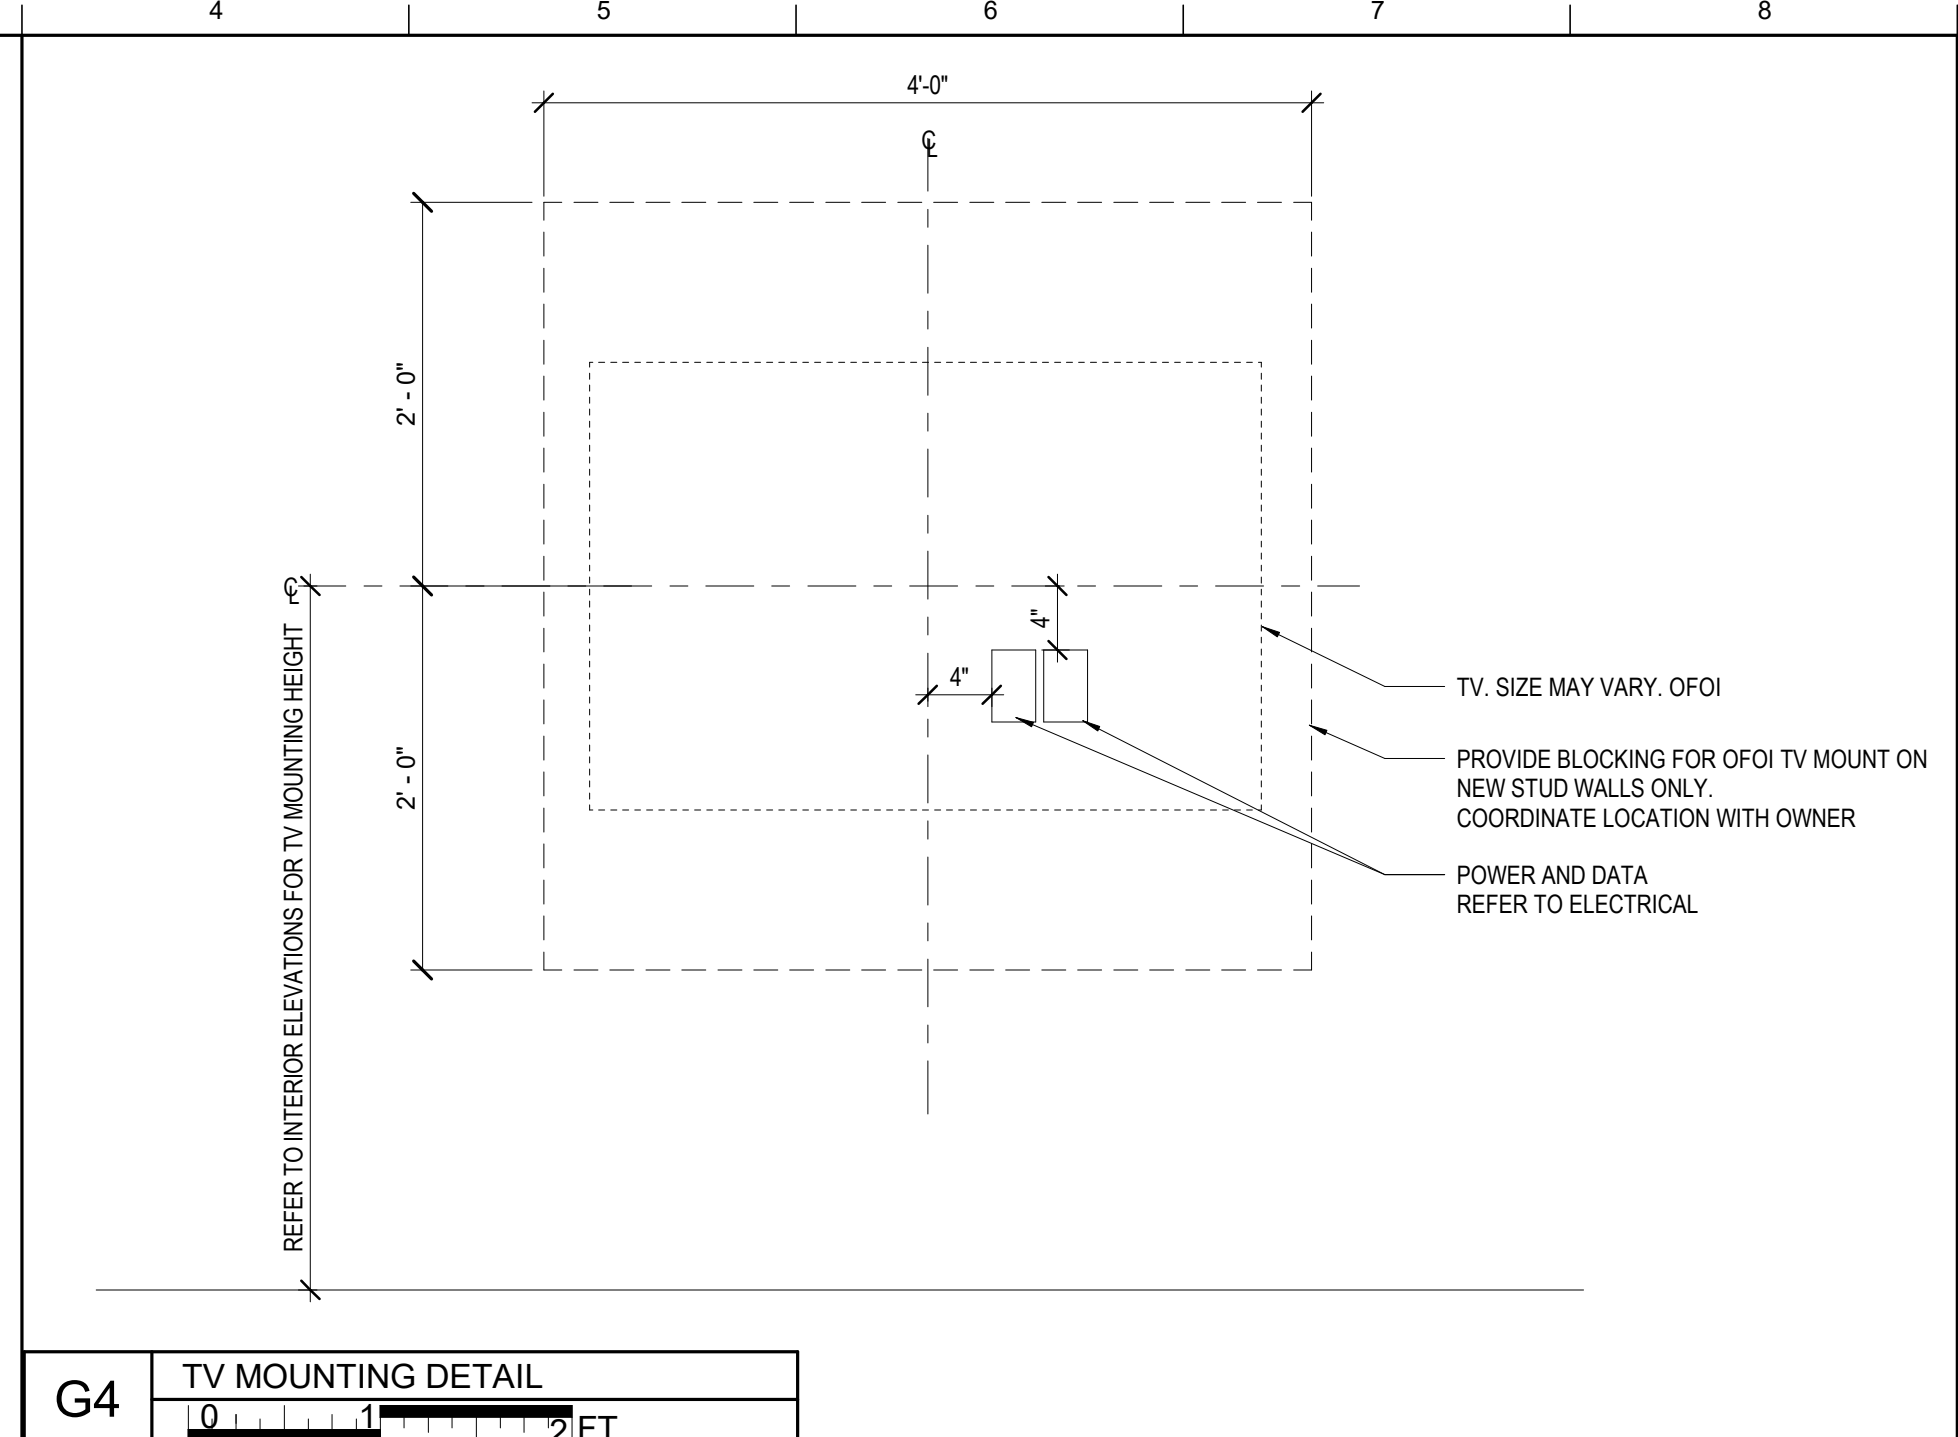 4 5 6 7 8
4'-0"
CL
2' - 0"
CL
4"
4"
2' - 0"
REFER TO INTERIOR ELEVATIONS FOR TV MOUNTING HEIGHT
TV. SIZE MAY VARY. OFOI
PROVIDE BLOCKING FOR OFOI TV MOUNT ON
NEW STUD WALLS ONLY.
COORDINATE LOCATION WITH OWNER
POWER AND DATA
REFER TO ELECTRICAL
G4
TV MOUNTING DETAIL
0 1 2 FT